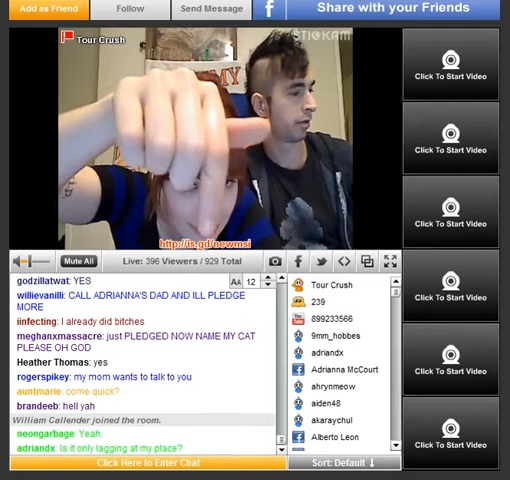 Add as Friend
Follow
Send Message
f
Share with your Friends
Tour Crush
STICKAM
MY
http://is.gd/newmsi
Click To Start Video
Click To Start Video
Click To Start Video
Click To Start Video
Click To Start Video
Click To Start Video
Mute All
Live: 396 Viewers / 929 Total
godzillatwat: YES
AA 12
willievanilli: CALL ADRIANNA'S DAD AND ILL PLEDGE
MORE
iinfecting: I already did bitches
meghanxmassacre: just PLEDGED NOW NAME MY CAT
PLEASE OH GOD
Heather Thomas: yes
rogerspikey: my mom wants to talk to you
auntmarie: come quick?
brandeeb: hell yah
William Callender joined the room.
neongarbage: Yeah.
adriandx: Is it only lagging at my place?
Click Here to Enter Chat
Tour Crush
239
You Tube
899233566
9mm_hobbes
adriandx
Adrianna McCourt
ahrynmeow
aiden48
akaraychul
Alberto Leon
Sort: Default